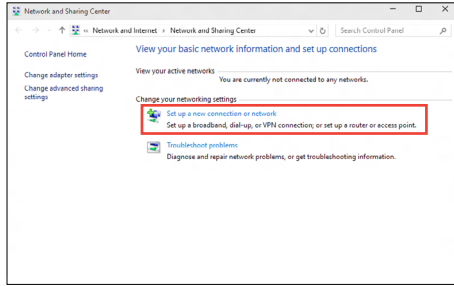 Network and Sharing Center
« Network and Internet › Network and Sharing Center
Search Control Panel
Control Panel Home
Change adapter settings
Change advanced sharing
settings
View your basic network information and set up connections
View your active networks
You are currently not connected to any networks.
Change your networking settings
Set up a new connection or network
Set up a broadband, dial-up, or VPN connection; or set up a router or access point.
Troubleshoot problems
Diagnose and repair network problems, or get troubleshooting information.